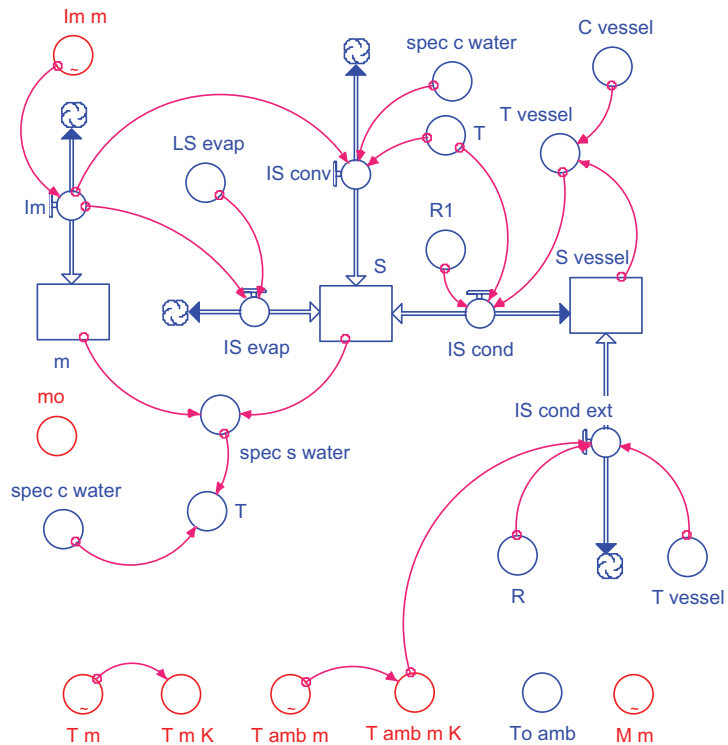 Im m
spec c water
C vessel
T vessel
LS evap
T
IS conv
Im
R1
S
S vessel
IS evap
IS cond
m
mo
IS cond ext
spec s water
spec c water
T
R
T vessel
~
~
~
~
T m
T m K
T amb m
T amb m K
To amb
M m